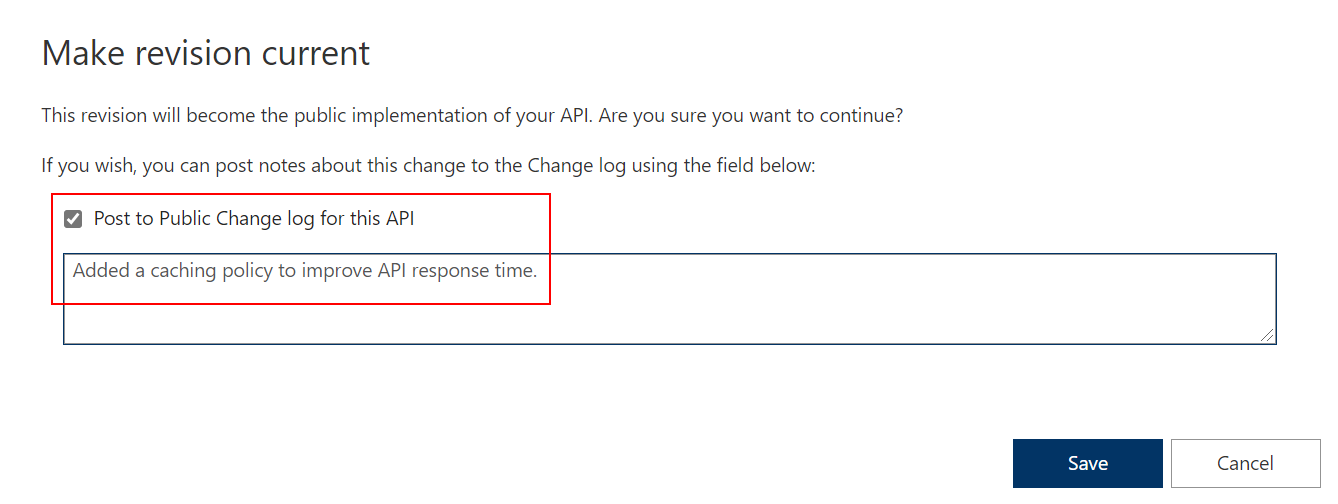 Make revision current
This revision will become the public implementation of your API. Are you sure you want to continue?
If you wish, you can post notes about this change to the Change log using the field below:
Post to Public Change log for this API
Added a caching policy to improve API response time.
Save
Cancel